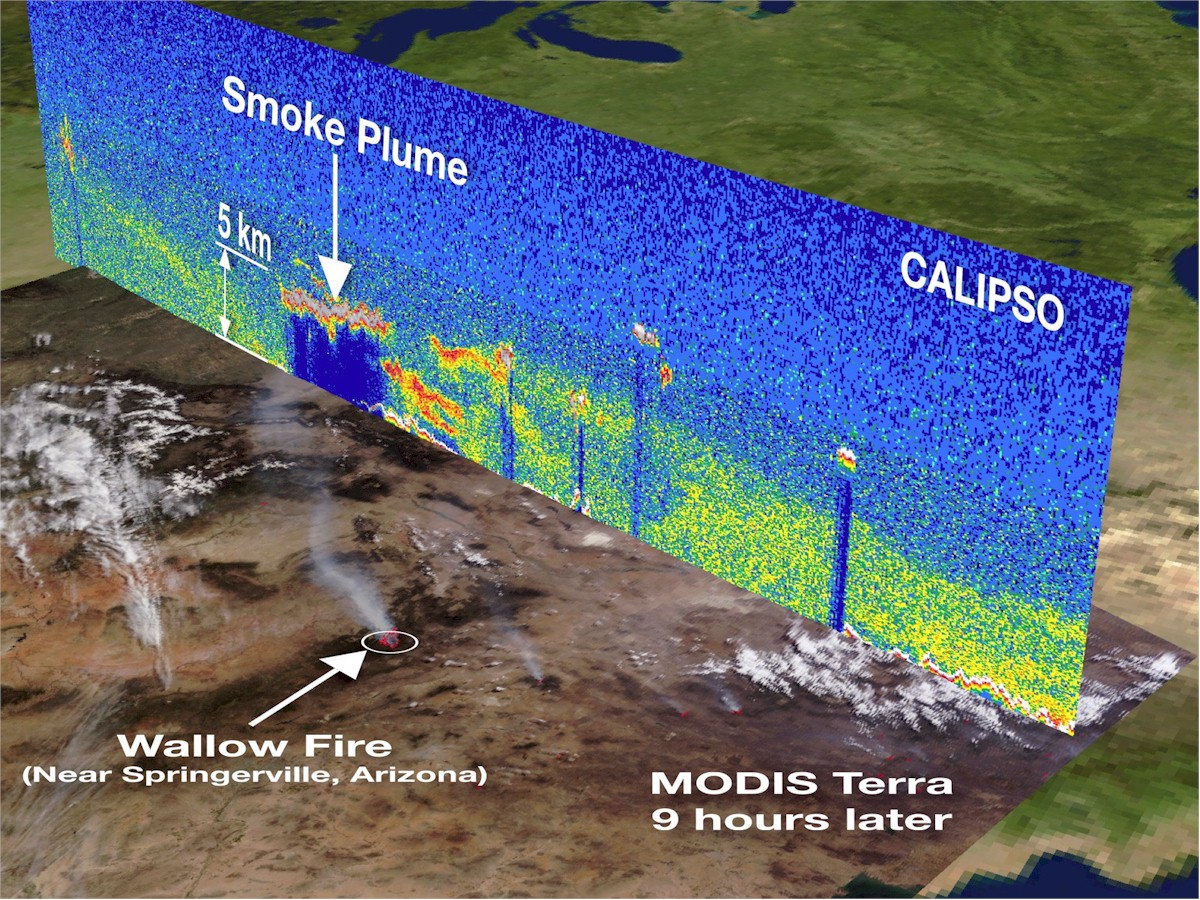 Smoke Plume
5 km
CALIPSO
Wallow Fire
(Near Springerville, Arizona)
MODIS Terra
9 hours later